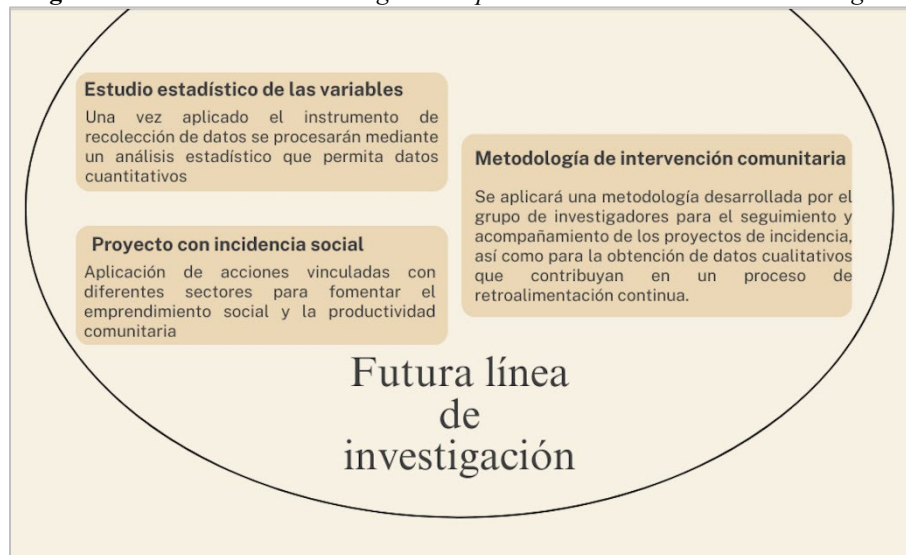 Estudio estadístico de las variables
Una vez aplicado el instrumento de
recolección de datos se procesarán mediante
un análisis estadístico que permita datos
cuantitativos
Proyecto con incidencia social
Aplicación de acciones vinculadas con
diferentes sectores para fomentar el
emprendimiento social y la productividad
comunitaria
Metodología de intervención comunitaria
Se aplicará una metodología desarrollada por el
grupo de investigadores para el seguimiento y
acompañamiento de los proyectos de incidencia,
así como para la obtención de datos cualitativos
que contribuyan en un proceso de
retroalimentación continua.
Futura línea
de
investigación